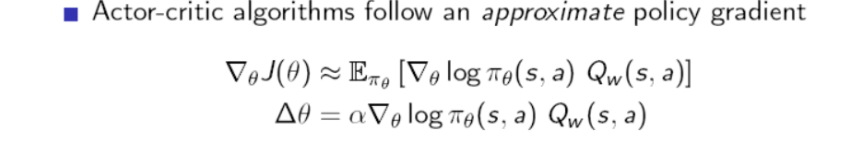 Actor-critic algorithms follow an approximate policy gradient
∇θJ(θ) ≈ 𝔼πθ [∇θ log πθ(s, a) Qw(s, a)]
Δθ = α∇θ log πθ(s, a) Qw(s, a)